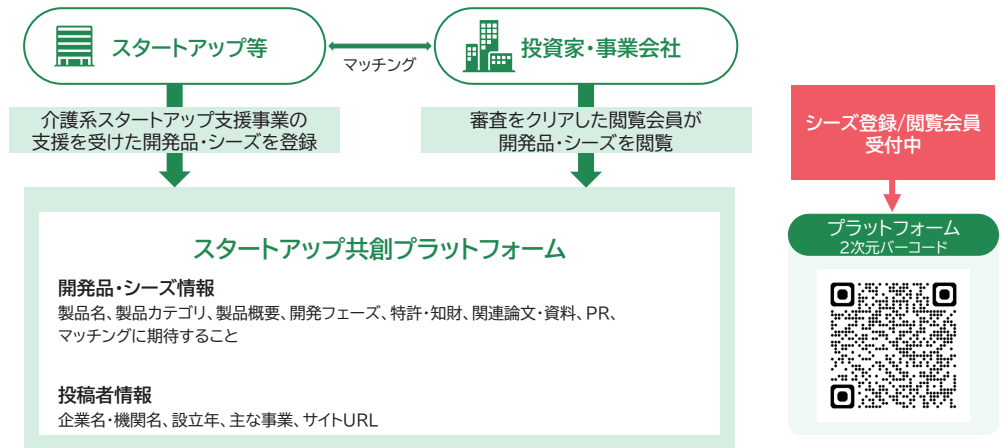 スタートアップ等
マッチング
投資家・事業会社
介護系スタートアップ支援事業の
支援を受けた開発品・シーズを登録
審査をクリアした閲覧会員が
開発品・シーズを閲覧
スタートアップ共創プラットフォーム
開発品・シーズ情報
製品名、製品カテゴリ、製品概要、開発フェーズ、特許・知財、関連論文・資料、PR、
マッチングに期待すること
投稿者情報
企業名・機関名、設立年、主な事業、サイトURL
シーズ登録/閲覧会員
受付中
プラットフォーム
2次元バーコード